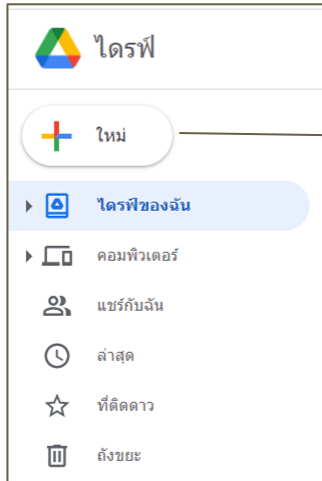 ไดรฟ์
ใหม่
ไดรฟ์ของฉัน
คอมพิวเตอร์
แชร์กับฉัน
ล่าสุด
ที่ติดดาว
ถังขยะ